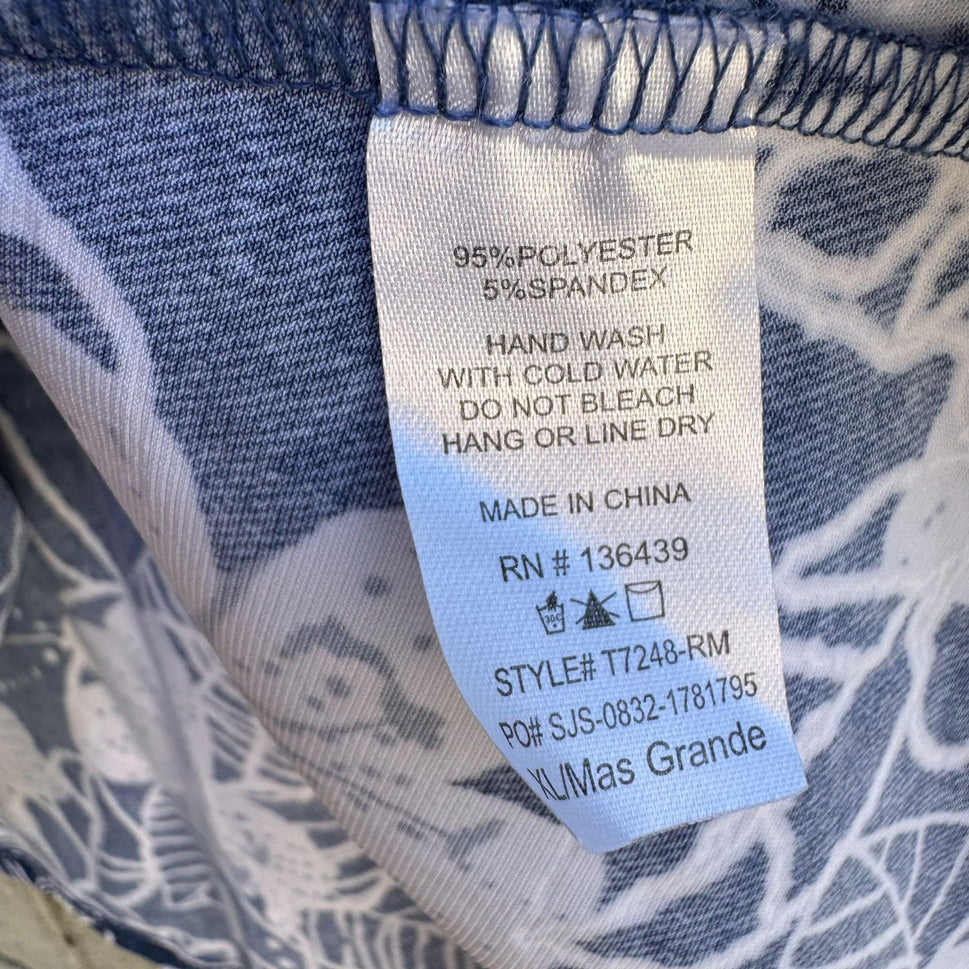 95%POLYESTER
5%SPANDEX
HAND WASH
WITH COLD WATER
DO NOT BLEACH
HANG OR LINE DRY
MADE IN CHINA
RN # 136439
30C
STYLE# T7248-RM
PO# SJS-0832-1781795
XL/Mas Grande